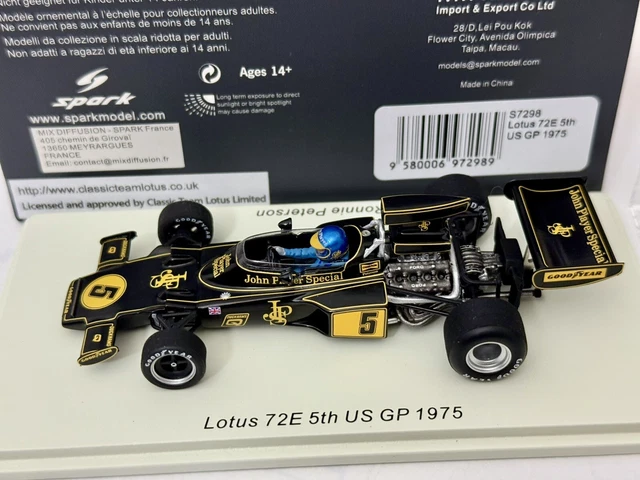 Modèle ornemental à l'échelle pour collectionneurs adultes.
Ne convient pas aux enfants de moins de 14 ans.
Modelli da collezione in scala ridotta per adulti.
Non adatti a ragazzi di età inferiore ai 14 anni.
Ages 14+
Long term exposure to direct
sunlight or bright spotlight
may cause damage
Spark
www.sparkmodel.com
MIX DIFFUSION - SPARK France
405 chemin de Giroval
13650 MEYRARGUES
FRANCE
Email: contact@mixdiffusion.fr
http://www.classicteamlotus.co.uk
Licensed and approved by Classic Team Lotus Limited
Import & Export Co Ltd
28/D, Lei Pou Kok
Flower City, Avenida Olimpica
Taipa, Macau.
models@sparkmodel.com
Made in China
S7298
Lotus 72E 5th
US GP 1975
9 580006 972989
Ronnie Peterson
John Player Special
JPS
5
5
John Player Special
JPS
GOODYEAR
GOODYEAR
GOODYEAR
FORD
Lotus 72E 5th US GP 1975